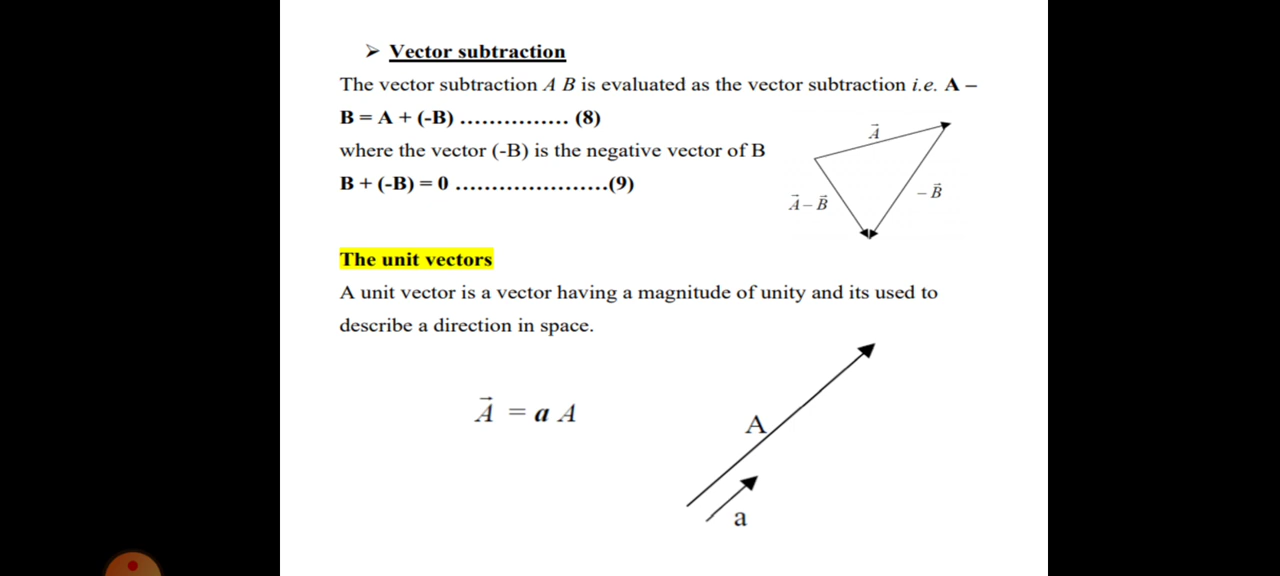 ➢ Vector subtraction
The vector subtraction A B is evaluated as the vector subtraction i.e. A –
B = A + (-B) …………… (8)
where the vector (-B) is the negative vector of B
B + (-B) = 0 ………………….(9)
A⃗
– B⃗
A⃗ – B⃗
The unit vectors
A unit vector is a vector having a magnitude of unity and its used to
describe a direction in space.
A⃗ = a A
A
a